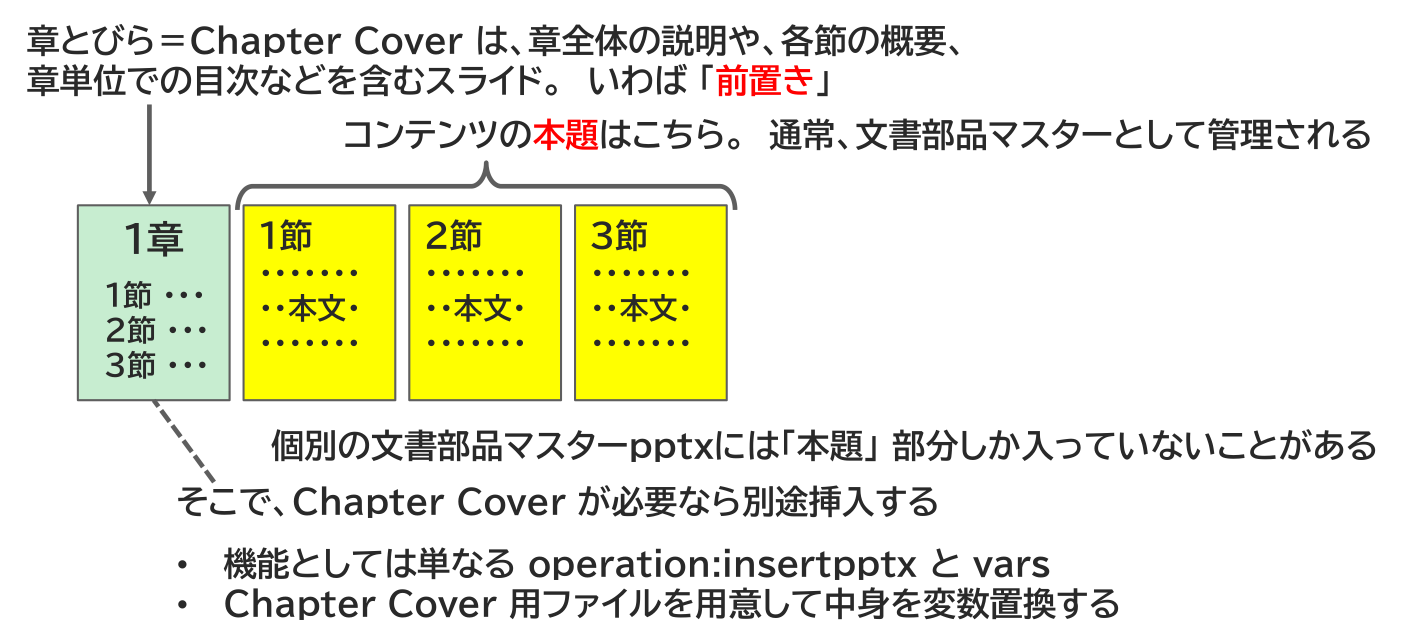 章とびら＝Chapter Cover は、章全体の説明や、各節の概要、
章単位での目次などを含むスライド。 いわば「前置き」
コンテンツの本題はこちら。 通常、文書部品マスターとして管理される
1章
1節 ･･･
2節 ･･･
3節 ･･･
1節
･･･････
･･本文･
･･･････
2節
･･･････
･･本文･
･･･････
3節
･･･････
･･本文･
･･･････
個別の文書部品マスターpptxには「本題」部分しか入っていないことがある
そこで、Chapter Cover が必要なら別途挿入する
• 機能としては単なる operation:insertpptx と vars
• Chapter Cover 用ファイルを用意して中身を変数置換する